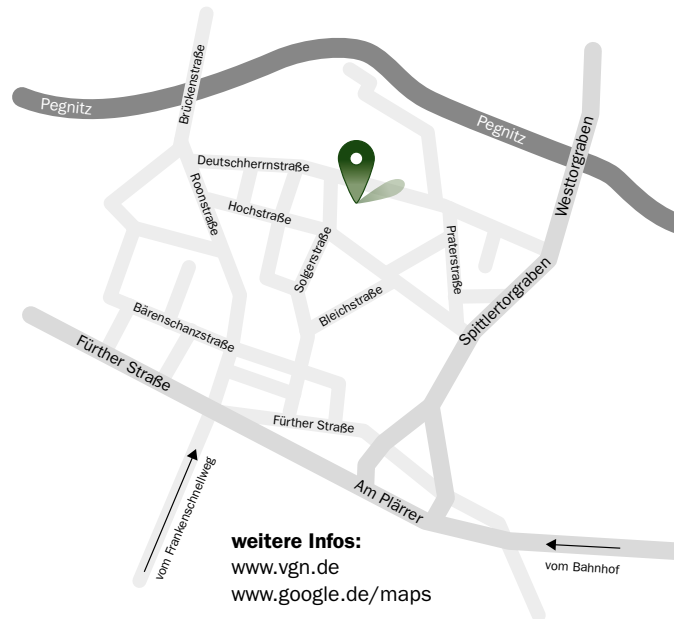 Brückenstraße
Westtorgraben
Pegnitz
Pegnitz
Deutschherrnstraße
Roonstraße
Hochstraße
Solgerstraße
Praterstraße
Spittlertorgraben
Bleichstraße
Bärenschanzstraße
Fürther Straße
Fürther Straße
Am Plärrer
vom Frankenschnellweg
vom Bahnhof
weitere Infos:
www.vgn.de
www.google.de/maps